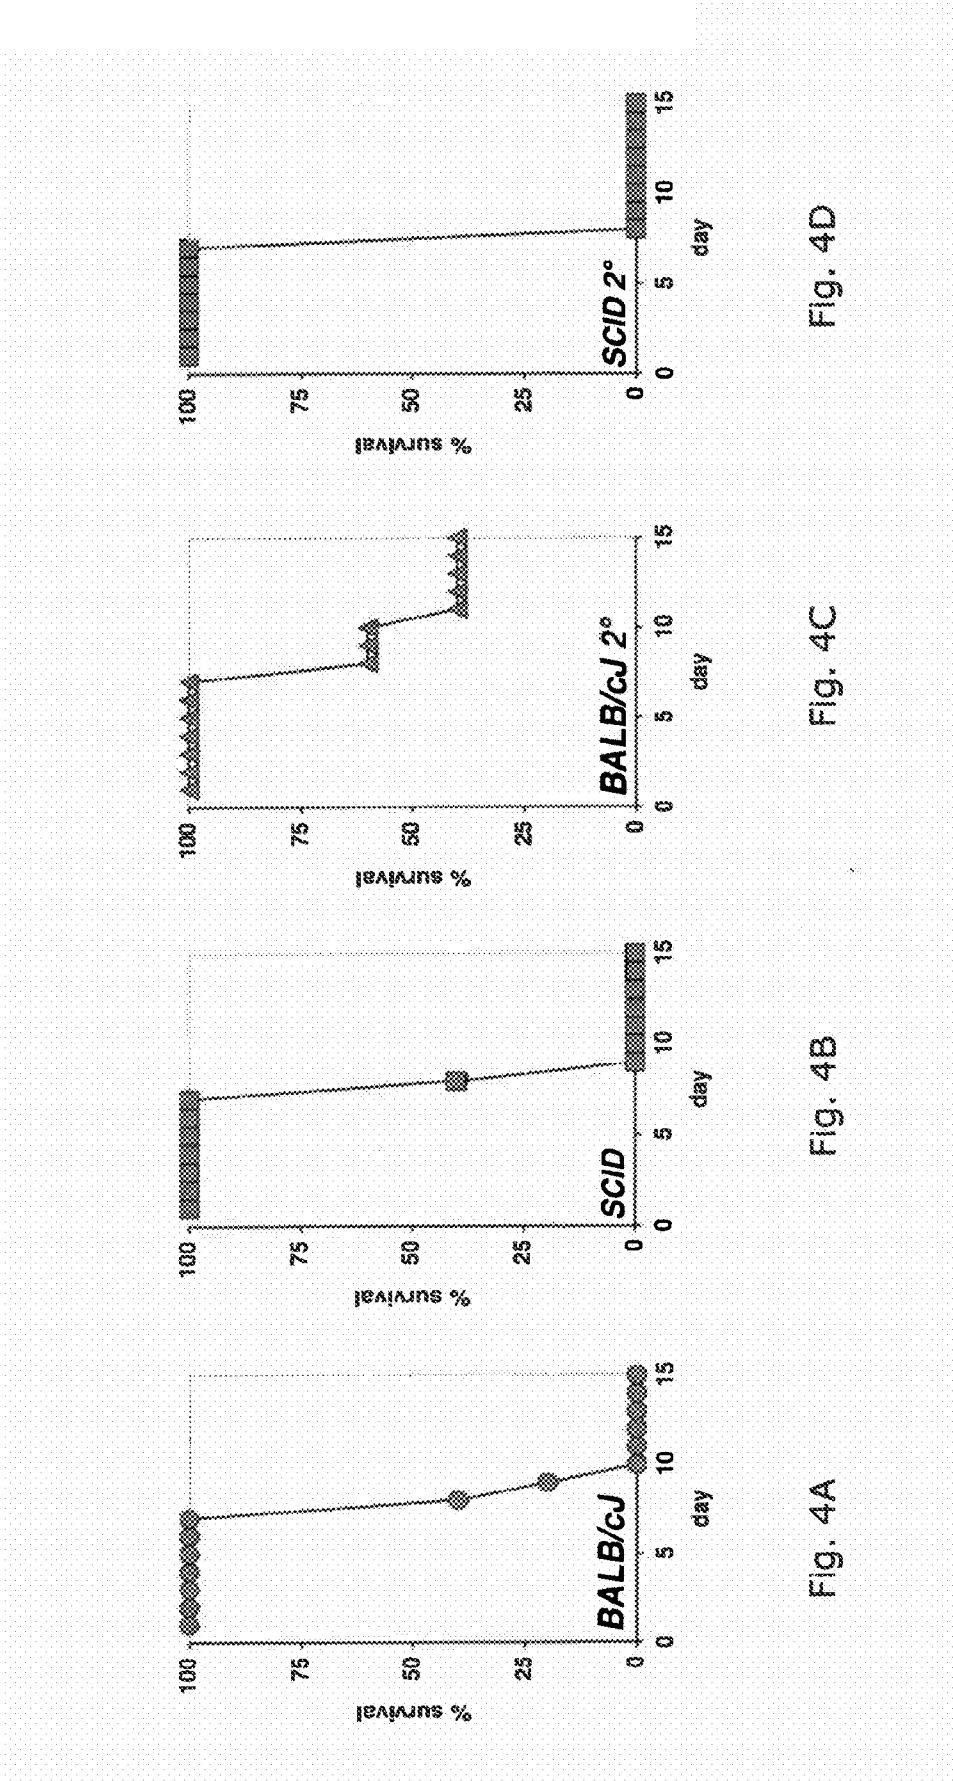 % survival
100
75
50
25
0
BALB/cJ
0
5
10
15
day
Fig. 4A
% survival
100
75
50
25
0
SCID
0
5
10
15
day
Fig. 4B
% survival
100
75
50
25
0
BALB/cJ 2°
0
5
10
15
day
Fig. 4C
% survival
100
75
50
25
0
SCID 2°
0
5
10
15
day
Fig. 4D